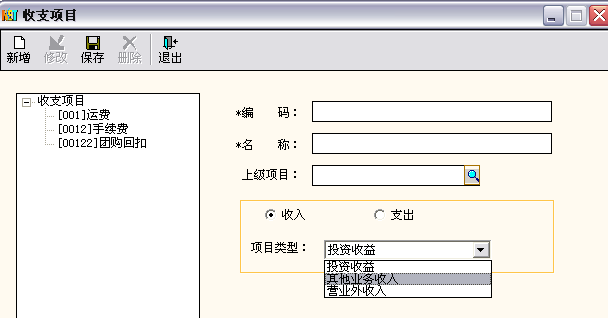 收支项目
新增 修改 保存 删除 退出
收支项目
[001]运费
[0012]手续费
[00122]团购回扣
*编 码：
*名 称：
上级项目：
收入 支出
项目类型： 投资收益
投资收益
其他业务收入
营业外收入